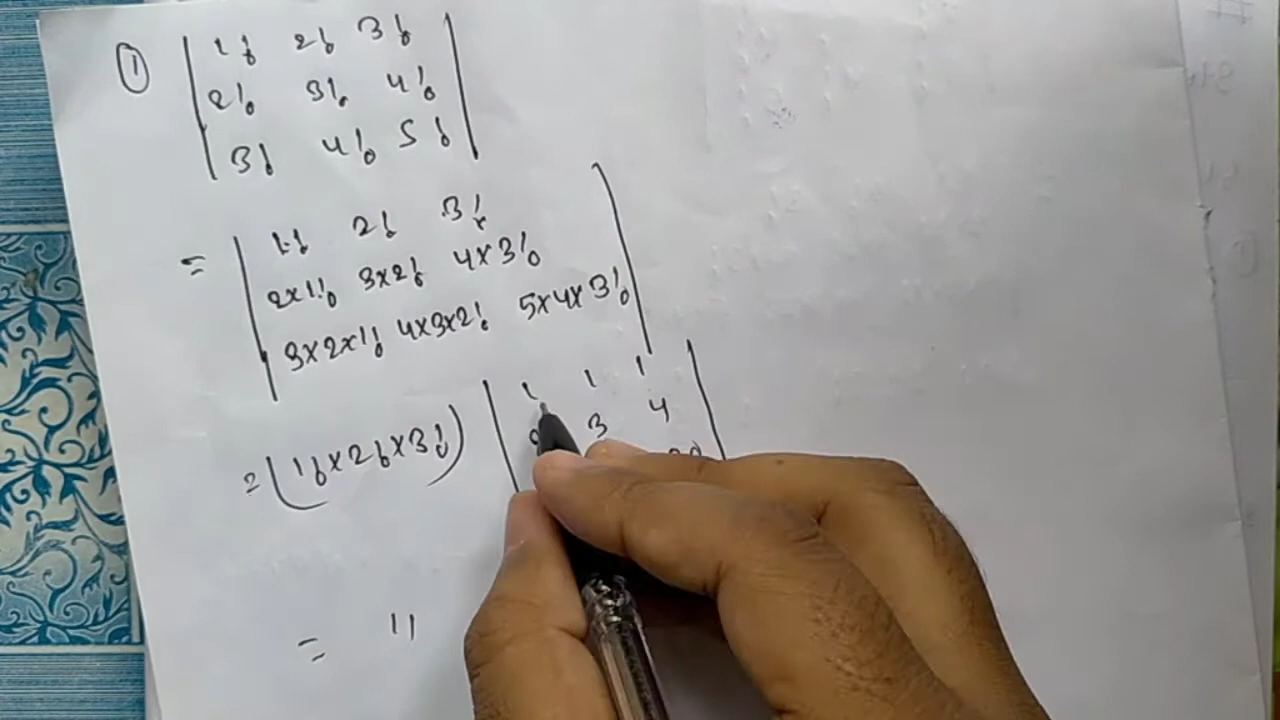 ① | 1! 2! 3! |
| 2! 3! 4! |
| 3! 4! 5! |
= | 1! 2! 3! |
| 2×1! 3×2! 4×3! |
| 3×2×1! 4×3×2! 5×4×3! |
= (1!×2!×3!) | 1 1 1 |
3 4
= "